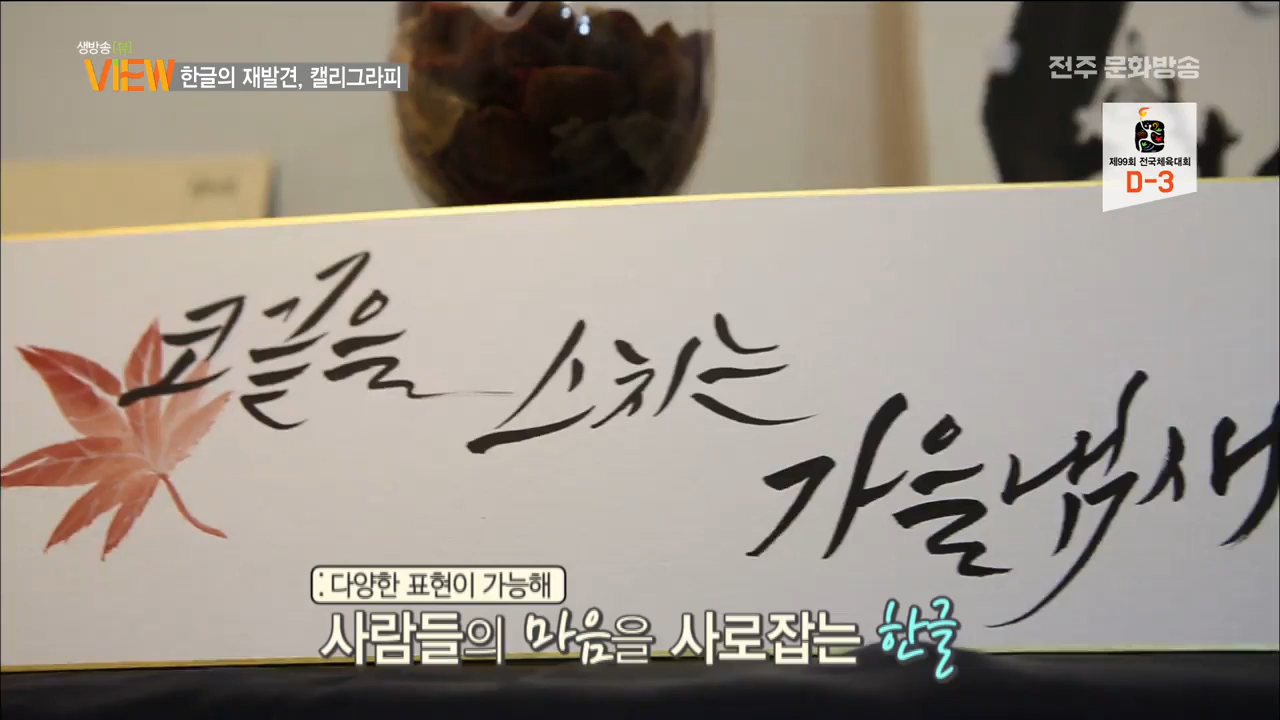 생방송[뷰]
VIEW 한글의 재발견, 캘리그라피
전주 문화방송
제99회 전국체육대회
D-3
코끝을 스치는
가을냄새
: 다양한 표현이 가능해
사람들의 마음을 사로잡는 한글